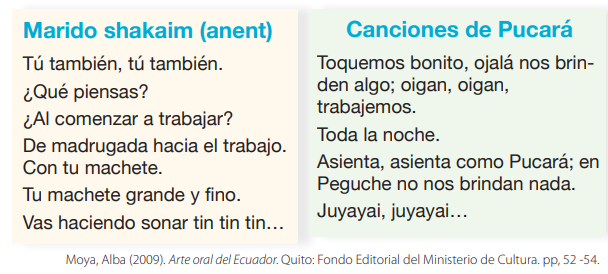 Marido shakaim (anent)
Tú también, tú también.
¿Qué piensas?
¿Al comenzar a trabajar?
De madrugada hacia el trabajo.
Con tu machete.
Tu machete grande y fino.
Vas haciendo sonar tin tin tin…
Canciones de Pucará
Toquemos bonito, ojalá nos brin-
den algo; oigan, oigan,
trabajemos.
Toda la noche.
Asienta, asienta como Pucará; en
Peguche no nos brindan nada.
Juyayai, juyayai…
Moya, Alba (2009). Arte oral del Ecuador. Quito: Fondo Editorial del Ministerio de Cultura. pp, 52 -54.